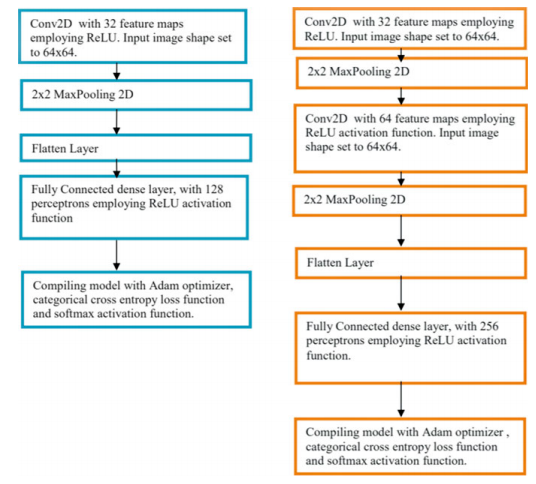 Conv2D with 32 feature maps
employing ReLU. Input image shape set
to 64x64.
2x2 MaxPooling 2D
Flatten Layer
Fully Connected dense layer, with 128
perceptrons employing ReLU activation
function
Compiling model with Adam optimizer,
categorical cross entropy loss function
and softmax activation function.
Conv2D with 32 feature maps employing
ReLU. Input image shape set to 64x64.
2x2 MaxPooling 2D
Conv2D with 64 feature maps employing
ReLU activation function. Input image
shape set to 64x64.
2x2 MaxPooling 2D
Flatten Layer
Fully Connected dense layer, with 256
perceptrons employing ReLU activation
function.
Compiling model with Adam optimizer ,
categorical cross entropy loss function
and softmax activation function.